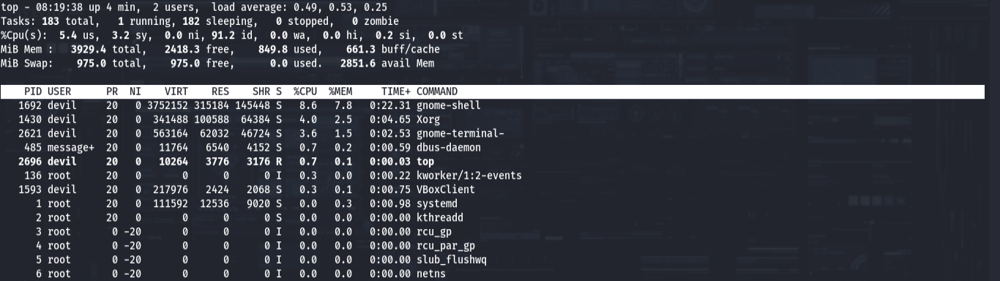 top - 08:19:38 up 4 min,  2 users,  load average: 0.49, 0.53, 0.25
Tasks: 183 total,   1 running, 182 sleeping,   0 stopped,   0 zombie
%Cpu(s):  5.4 us,  3.2 sy,  0.0 ni, 91.2 id,  0.0 wa,  0.0 hi,  0.2 si,  0.0 st
MiB Mem :   3929.4 total,   2418.3 free,    849.8 used,    661.3 buff/cache
MiB Swap:    975.0 total,    975.0 free,      0.0 used.   2851.6 avail Mem
    PID USER      PR  NI    VIRT    RES    SHR S  %CPU  %MEM     TIME+ COMMAND
   1692 devil     20   0 3752152 315184 145448 S   8.6   7.8   0:22.31 gnome-shell
   1430 devil     20   0  341488 100588  64384 S   4.0   2.5   0:04.65 Xorg
   2621 devil     20   0  563164  62032  46724 S   3.6   1.5   0:02.53 gnome-terminal-
    485 message+  20   0   11764   6540   4152 S   0.7   0.2   0:00.59 dbus-daemon
   2696 devil     20   0   10264   3776   3176 R   0.7   0.1   0:00.03 top
    136 root      20   0       0      0      0 I   0.3   0.0   0:00.22 kworker/1:2-events
   1593 devil     20   0  217976   2424   2068 S   0.3   0.1   0:00.75 VBoxClient
      1 root      20   0  111592  12536   9020 S   0.0   0.3   0:00.98 systemd
      2 root      20   0       0      0      0 S   0.0   0.0   0:00.00 kthreadd
      3 root       0 -20       0      0      0 I   0.0   0.0   0:00.00 rcu_gp
      4 root       0 -20       0      0      0 I   0.0   0.0   0:00.00 rcu_par_gp
      5 root       0 -20       0      0      0 I   0.0   0.0   0:00.00 slub_flushwq
      6 root       0 -20       0      0      0 I   0.0   0.0   0:00.00 netns